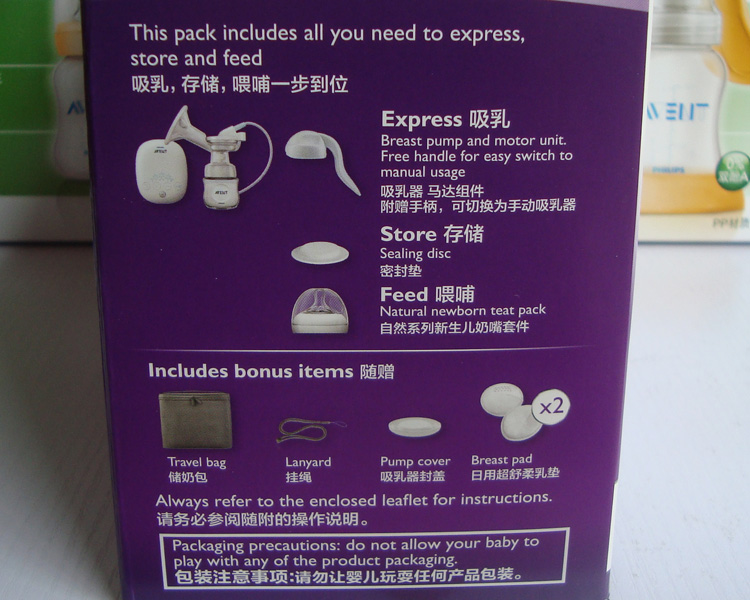 This pack includes all you need to express,
store and feed
吸乳，存储，喂哺一步到位
Express 吸乳
Breast pump and motor unit.
Free handle for easy switch to
manual usage
吸乳器 马达组件
附赠手柄，可切换为手动吸乳器
Store 存储
Sealing disc
密封垫
Feed 喂哺
Natural newborn teat pack
自然系列新生儿奶嘴套件
Includes bonus items 随赠
x2
Travel bag
储奶包
Lanyard
挂绳
Pump cover
吸乳器封盖
Breast pad
日用超舒柔乳垫
Always refer to the enclosed leaflet for instructions.
请务必参阅随附的操作说明。
Packaging precautions: do not allow your baby to
play with any of the product packaging.
包装注意事项:请勿让婴儿玩耍任何产品包装。
AVENT
PHILIPS
0%